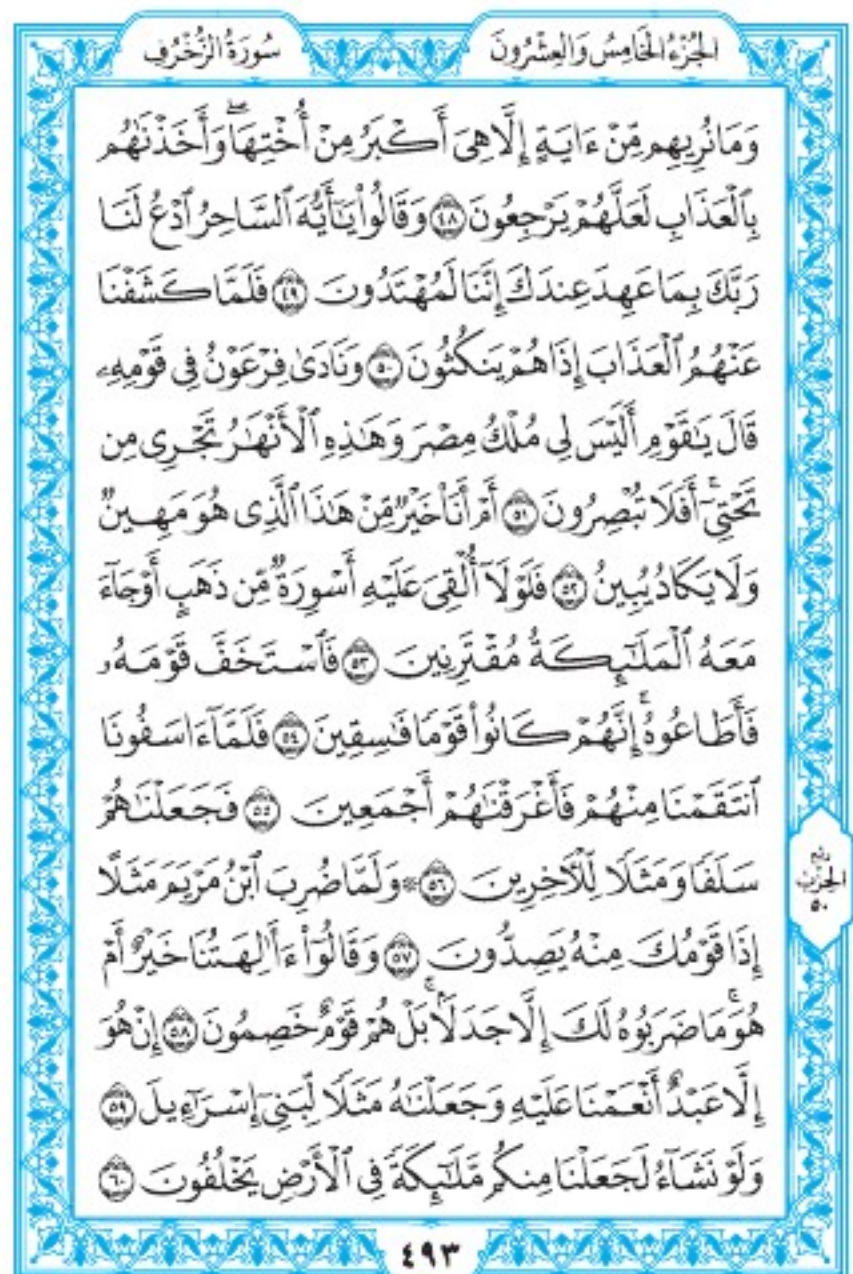 الجُزْءُ الخَامِسُ وَالعِشْرُونَ
سُورَةُ الزُّخْرُفِ
وَمَا نُرِيهِم مِّنْ ءَايَةٍ إِلَّا هِىَ أَكْبَرُ مِنْ أُخْتِهَاۖ وَأَخَذْنَٰهُم
بِٱلْعَذَابِ لَعَلَّهُمْ يَرْجِعُونَ ٤٨ وَقَالُوا۟ يَٰٓأَيُّهَ ٱلسَّاحِرُ ٱدْعُ لَنَا
رَبَّكَ بِمَا عَهِدَ عِندَكَ إِنَّنَا لَمُهْتَدُونَ ٤٩ فَلَمَّا كَشَفْنَا
عَنْهُمُ ٱلْعَذَابَ إِذَا هُمْ يَنكُثُونَ ٥٠ وَنَادَىٰ فِرْعَوْنُ فِى قَوْمِهِۦ
قَالَ يَٰقَوْمِ أَلَيْسَ لِى مُلْكُ مِصْرَ وَهَٰذِهِ ٱلْأَنْهَٰرُ تَجْرِى مِن
تَحْتِىٓۚ أَفَلَا تُبْصِرُونَ ٥١ أَمْ أَنَا۠ خَيْرٌ مِّنْ هَٰذَا ٱلَّذِى هُوَ مَهِينٌ
وَلَا يَكَادُ يُبِينُ ٥٢ فَلَوْلَآ أُلْقِىَ عَلَيْهِ أَسْوِرَةٌ مِّن ذَهَبٍ أَوْ جَآءَ
مَعَهُ ٱلْمَلَٰٓئِكَةُ مُقْتَرِنِينَ ٥٣ فَٱسْتَخَفَّ قَوْمَهُۥ
فَأَطَاعُوهُۚ إِنَّهُمْ كَانُوا۟ قَوْمًا فَٰسِقِينَ ٥٤ فَلَمَّآ ءَاسَفُونَا
ٱنتَقَمْنَا مِنْهُمْ فَأَغْرَقْنَٰهُمْ أَجْمَعِينَ ٥٥ فَجَعَلْنَٰهُمْ
سَلَفًا وَمَثَلًا لِّلْءَاخِرِينَ ٥٦ ۞ وَلَمَّا ضُرِبَ ٱبْنُ مَرْيَمَ مَثَلًا
إِذَا قَوْمُكَ مِنْهُ يَصِدُّونَ ٥٧ وَقَالُوٓا۟ ءَأَٰلِهَتُنَا خَيْرٌ أَمْ
هُوَۚ مَا ضَرَبُوهُ لَكَ إِلَّا جَدَلًۢاۚ بَلْ هُمْ قَوْمٌ خَصِمُونَ ٥٨ إِنْ هُوَ
إِلَّا عَبْدٌ أَنْعَمْنَا عَلَيْهِ وَجَعَلْنَٰهُ مَثَلًا لِّبَنِىٓ إِسْرَٰٓءِيلَ ٥٩
وَلَوْ نَشَآءُ لَجَعَلْنَا مِنكُم مَّلَٰٓئِكَةً فِى ٱلْأَرْضِ يَخْلُفُونَ ٦٠
ربع
الحزب
٥٠
٤٩٣